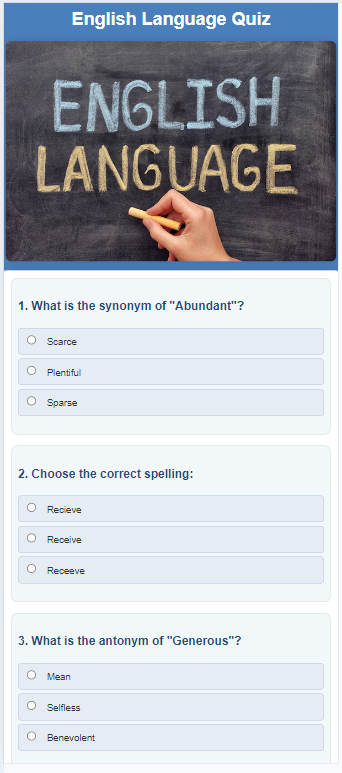 English Language Quiz
ENGLISH
LANGUAGE
1. What is the synonym of "Abundant"?
Scarce
Plentiful
Sparse
2. Choose the correct spelling:
Recieve
Receive
Receeve
3. What is the antonym of "Generous"?
Mean
Selfless
Benevolent